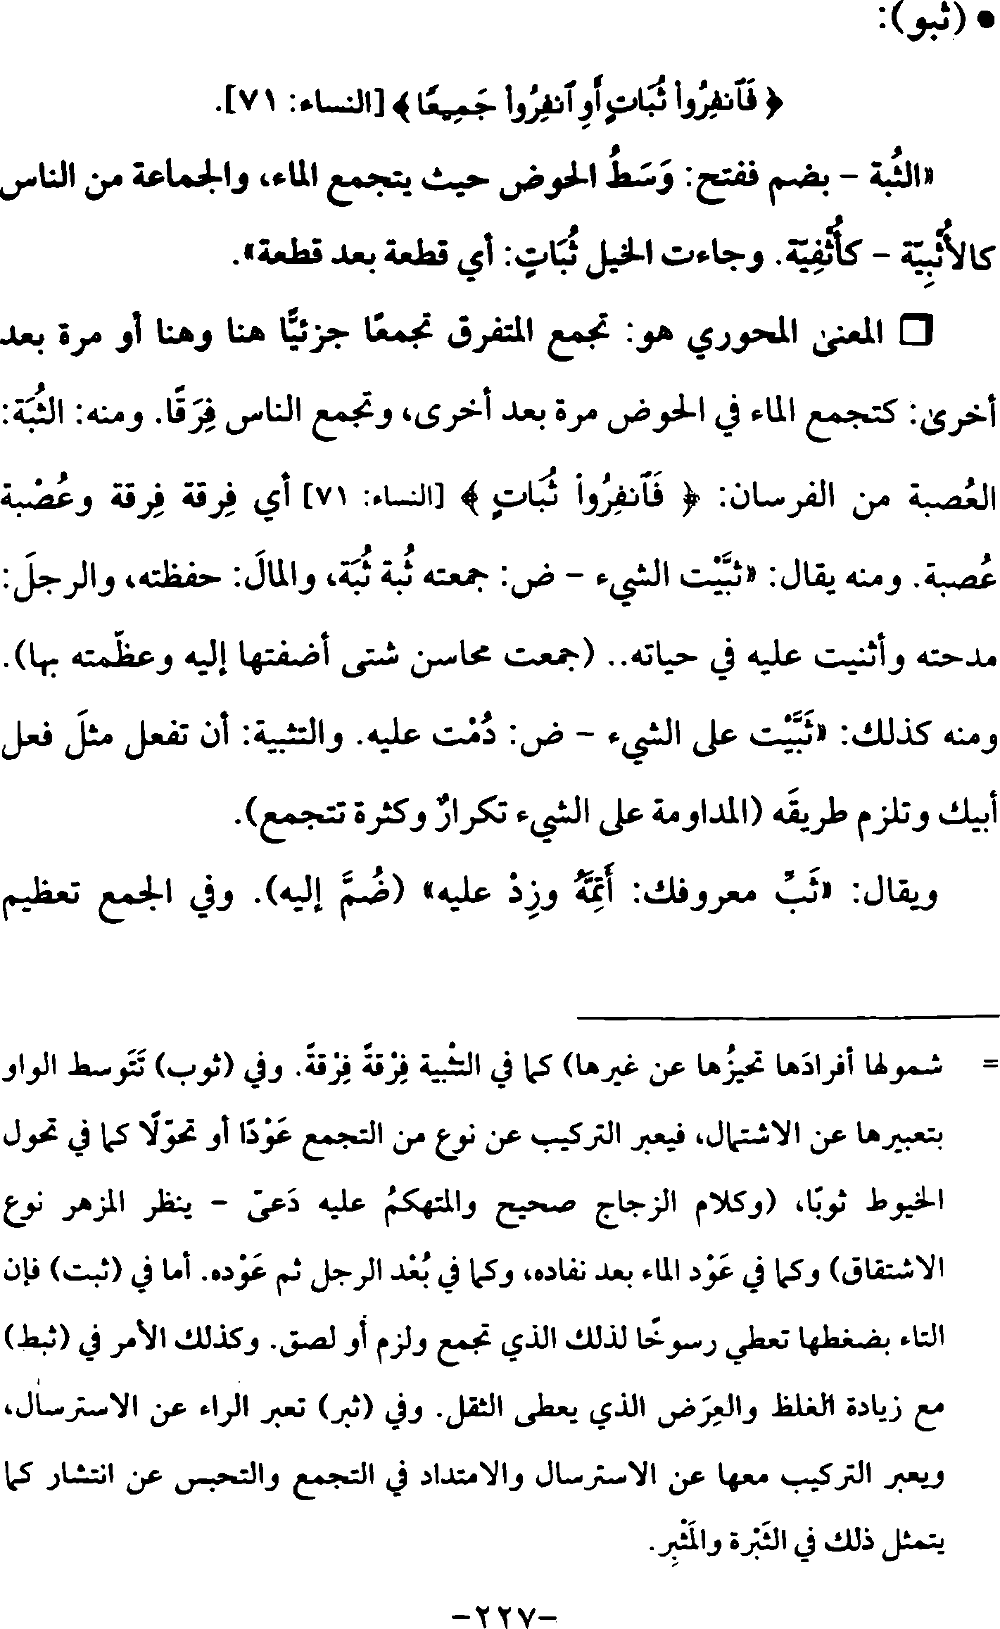 • (ثبو):
﴿ فَٱنفِرُواْ ثُبَاتٍ أَوِ ٱنفِرُواْ جَمِيعًا ﴾ [النساء: ٧١].
«الثُبة - بضم ففتح: وَسَطُ الحوض حيث يتجمع الماء، والجماعة من الناس
كالأُثْبِيّة - كأُثْفِيّة. وجاءت الخيل ثُبَاتٍ: أي قطعة بعد قطعة».
❑ المعنى المحوري هو: تجمع المتفرق تجمعًا جزئيًّا هنا وهنا أو مرة بعد
أخرى: كتجمع الماء في الحوض مرة بعد أخرى، وتجمع الناس فِرَقًا. ومنه: الثُبَة:
العُصبة من الفرسان: ﴿ فَٱنفِرُواْ ثُبَاتٍ ﴾ [النساء: ٧١] أي فِرقة فِرقة وعُصْبة
عُصبة. ومنه يقال: «ثبَّيْت الشيء - ض: جمعته ثُبة ثُبَة، والمالَ: حفظته، والرجلَ:
مدحته وأثنيت عليه في حياته.. (جمعت محاسن شتى أضفتها إليه وعظّمته بها).
ومنه كذلك: «ثَبَّيْت على الشيء - ض: دُمْت عليه. والتثبية: أن تفعل مثلَ فعل
أبيك وتلزم طريقَه (المداومة على الشيء تكرارٌ وكثرة تتجمع).
ويقال: «ثَبِّ معروفك: أَتِمَّهُ وزِدْ عليه» (ضُمَّ إليه). وفي الجمع تعظيم
= شمولها أفرادَها تحيزُها عن غيرها) كما في التثْبية فِرْقةً فِرْقةً. وفي (ثوب) تَتَوسط الواو
بتعبيرها عن الاشتمال، فيعبر التركيب عن نوع من التجمع عَوْدًا أو تحوّلًا كما في تحول
الخيوط ثوبًا، (وكلام الزجاج صحيح والمتهكمُ عليه دَعىّ - ينظر المزهر نوع
الاشتقاق) وكما في عَوْد الماء بعد نفاده، وكما في بُعْد الرجل ثم عَوْده. أما في (ثبت) فإن
التاء بضغطها تعطي رسوخًا لذلك الذي تجمع ولزم أو لصق. وكذلك الأمر في (ثبط)
مع زيادة الغلظ والعِرَض الذي يعطى الثقل. وفي (ثبر) تعبر الراء عن الاسترسال،
ويعبر التركيب معها عن الاسترسال والامتداد في التجمع والتحبس عن انتشار كما
يتمثل ذلك في الثَبْرة والمَثْبِر.
-٢٢٧-